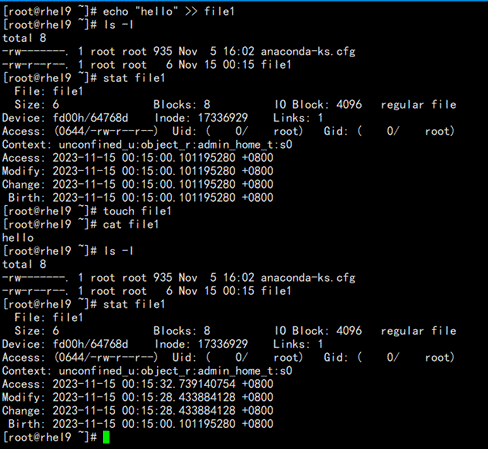 [root@rhel9 ~]# echo "hello" >> file1
[root@rhel9 ~]# ls -l
total 8
-rw-------. 1 root root 935 Nov  5 16:02 anaconda-ks.cfg
-rw-r--r--. 1 root root   6 Nov 15 00:15 file1
[root@rhel9 ~]# stat file1
  File: file1
  Size: 6               Blocks: 8          IO Block: 4096   regular file
Device: fd00h/64768d    Inode: 17336929    Links: 1
Access: (0644/-rw-r--r--)  Uid: (    0/    root)   Gid: (    0/    root)
Context: unconfined_u:object_r:admin_home_t:s0
Access: 2023-11-15 00:15:00.101195280 +0800
Modify: 2023-11-15 00:15:00.101195280 +0800
Change: 2023-11-15 00:15:00.101195280 +0800
 Birth: 2023-11-15 00:15:00.101195280 +0800
[root@rhel9 ~]# touch file1
[root@rhel9 ~]# cat file1
hello
[root@rhel9 ~]# ls -l
total 8
-rw-------. 1 root root 935 Nov  5 16:02 anaconda-ks.cfg
-rw-r--r--. 1 root root   6 Nov 15 00:15 file1
[root@rhel9 ~]# stat file1
  File: file1
  Size: 6               Blocks: 8          IO Block: 4096   regular file
Device: fd00h/64768d    Inode: 17336929    Links: 1
Access: (0644/-rw-r--r--)  Uid: (    0/    root)   Gid: (    0/    root)
Context: unconfined_u:object_r:admin_home_t:s0
Access: 2023-11-15 00:15:32.739140754 +0800
Modify: 2023-11-15 00:15:28.433884128 +0800
Change: 2023-11-15 00:15:28.433884128 +0800
 Birth: 2023-11-15 00:15:00.101195280 +0800
[root@rhel9 ~]#